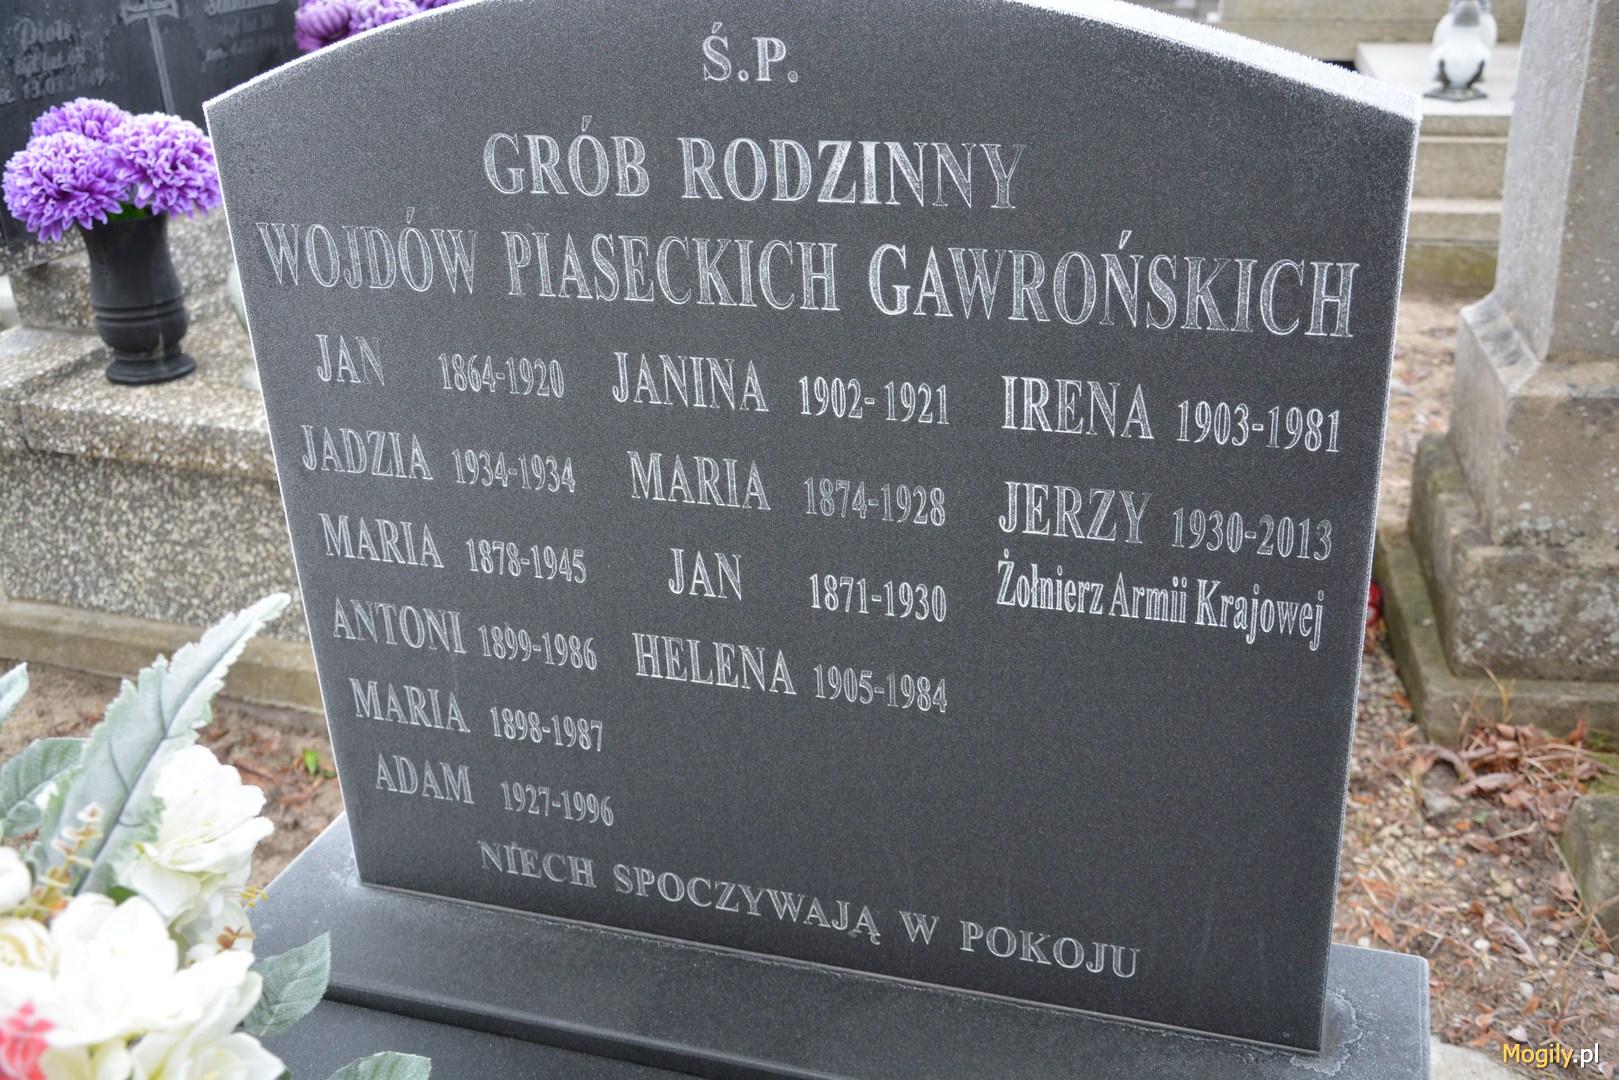 Ś.P.
GRÓB RODZINNY
WOJDÓW PIASECKICH GAWROŃSKICH
JAN 1864-1920
JADZIA 1934-1934
MARIA 1878-1945
ANTONI 1899-1986
MARIA 1898-1987
ADAM 1927-1996
JANINA 1902-1921
MARIA 1874-1928
JAN 1871-1930
HELENA 1905-1984
IRENA 1903-1981
JERZY 1930-2013
Żołnierz Armii Krajowej
NIECH SPOCZYWAJĄ W POKOJU
Piotr
Mogily.pl